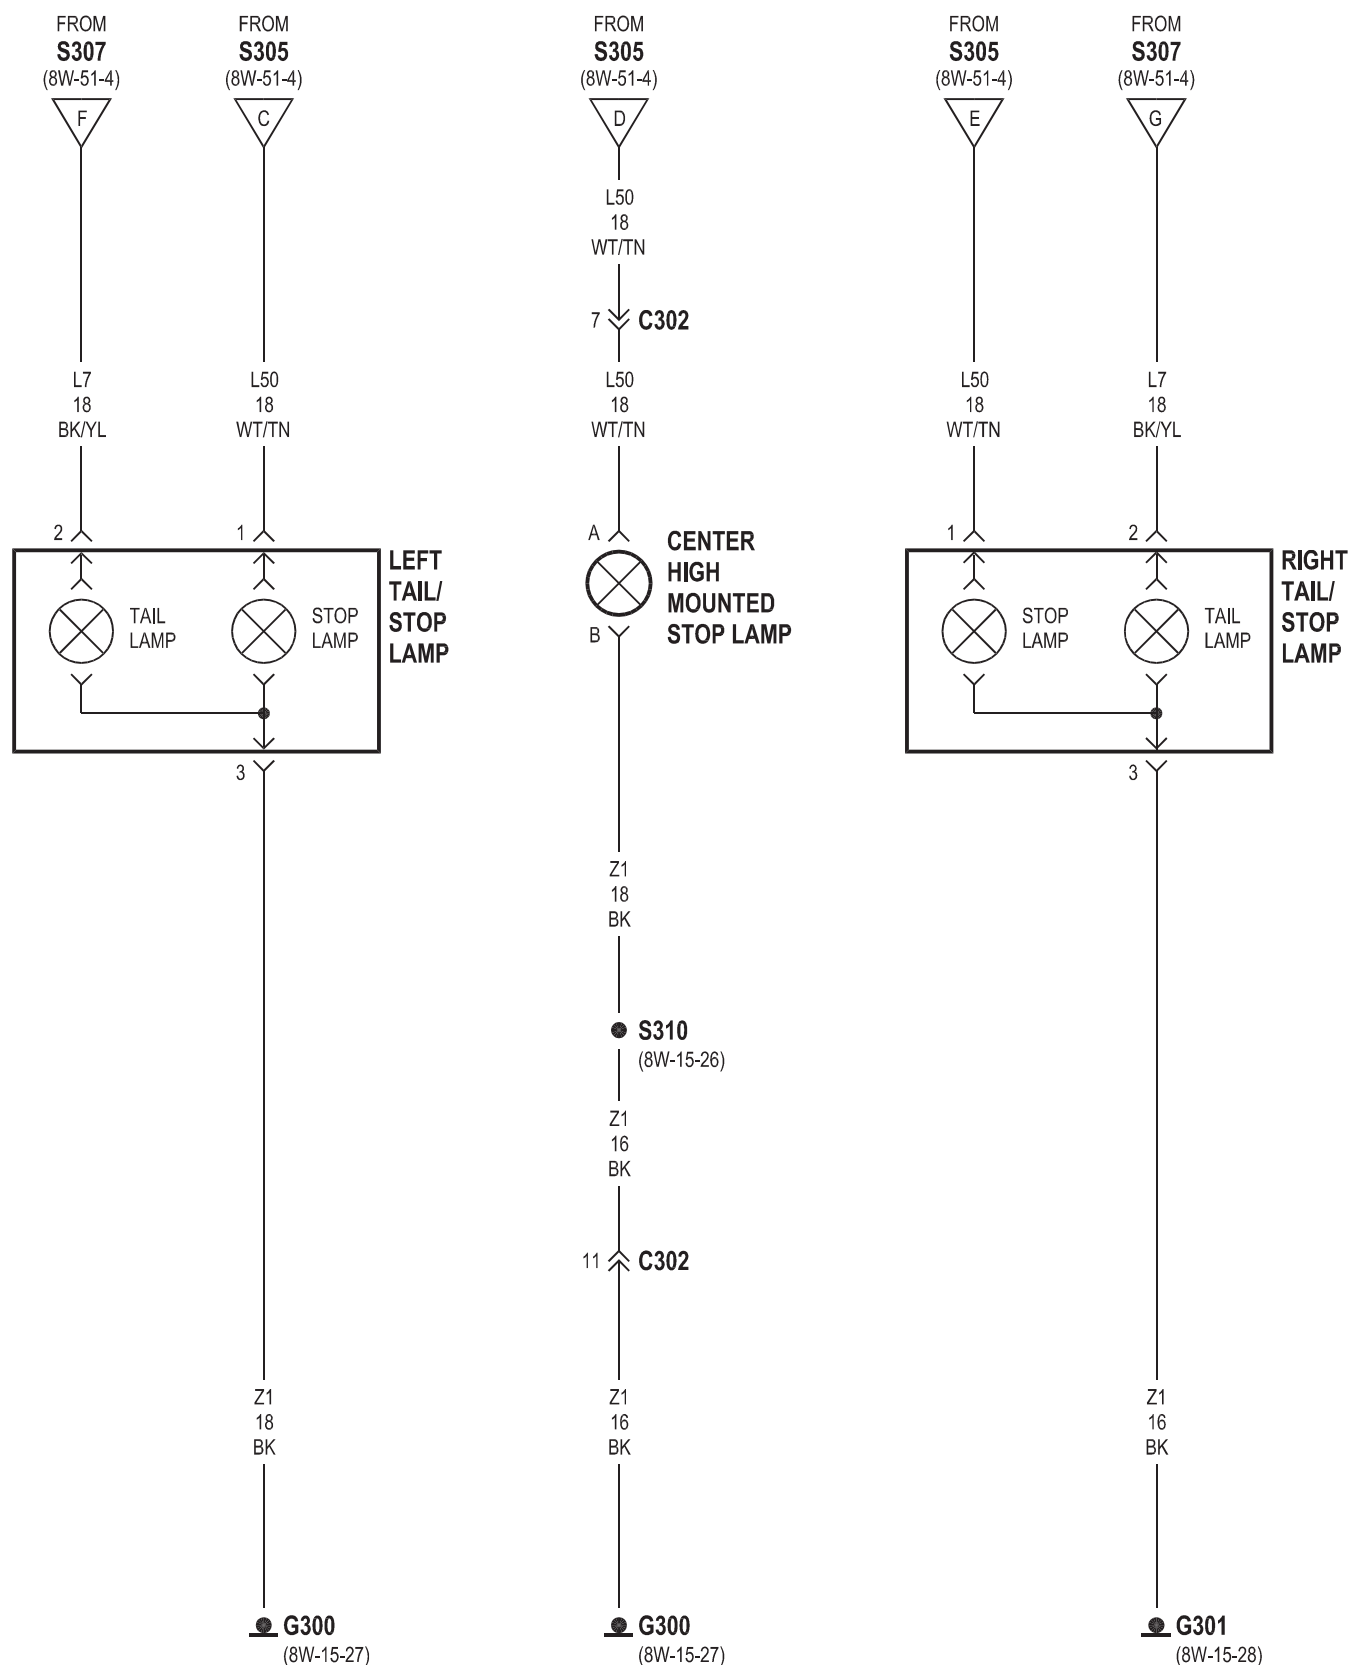 FROM
S307
(8W-51-4)
F
FROM
S305
(8W-51-4)
C
FROM
S305
(8W-51-4)
D
FROM
S305
(8W-51-4)
E
FROM
S307
(8W-51-4)
G
L50
18
WT/TN
7
C302
L7
18
BK/YL
L50
18
WT/TN
L50
18
WT/TN
L50
18
WT/TN
L7
18
BK/YL
2
1
LEFT
TAIL/
STOP
LAMP
TAIL
LAMP
STOP
LAMP
3
A
B
CENTER
HIGH
MOUNTED
STOP LAMP
1
2
RIGHT
TAIL/
STOP
LAMP
STOP
LAMP
TAIL
LAMP
3
Z1
18
BK
S310
(8W-15-26)
Z1
16
BK
11
C302
Z1
18
BK
Z1
16
BK
Z1
16
BK
G300
(8W-15-27)
G300
(8W-15-27)
G301
(8W-15-28)